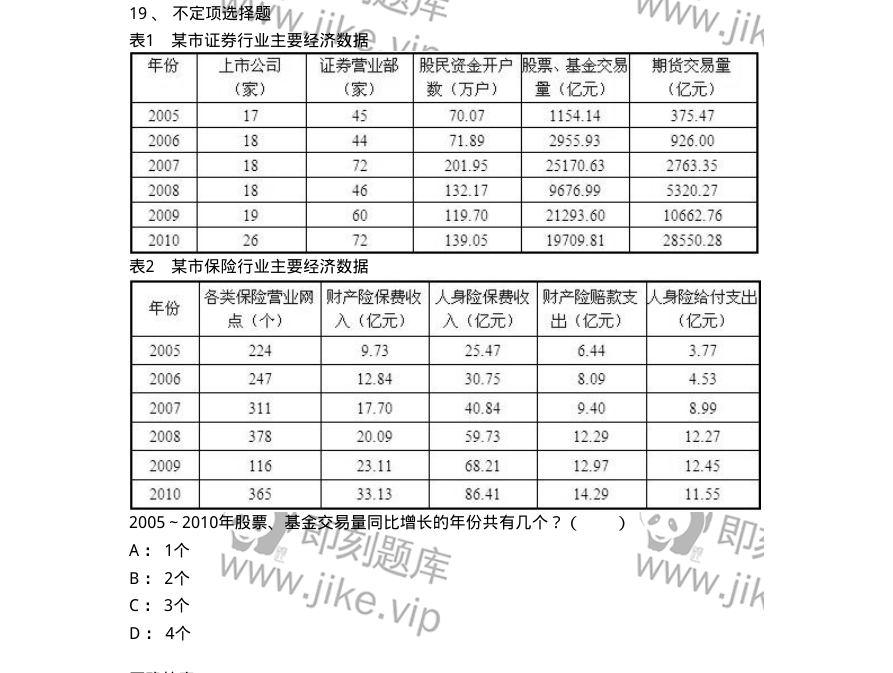 19 、 不定项选择题
表1 某市证券行业主要经济数据
年份 上市公司（家） 证券营业部（家） 股民资金开户数（万户） 股票、基金交易量（亿元） 期货交易量（亿元）
2005 17 45 70.07 1154.14 375.47
2006 18 44 71.89 2955.93 926.00
2007 18 72 201.95 25170.63 2763.35
2008 18 46 132.17 9676.99 5320.27
2009 19 60 119.70 21293.60 10662.76
2010 26 72 139.05 19709.81 28550.28
表2 某市保险行业主要经济数据
年份 各类保险营业网点（个） 财产险保费收入（亿元） 人身险保费收入（亿元） 财产险赔款支出（亿元） 人身险给付支出（亿元）
2005 224 9.73 25.47 6.44 3.77
2006 247 12.84 30.75 8.09 4.53
2007 311 17.70 40.84 9.40 8.99
2008 378 20.09 59.73 12.29 12.27
2009 116 23.11 68.21 12.97 12.45
2010 365 33.13 86.41 14.29 11.55
2005～2010年股票、基金交易量同比增长的年份共有几个？（ ）
A ： 1个
B ： 2个
C ： 3个
D ： 4个
即刻题库
www.jike.vip